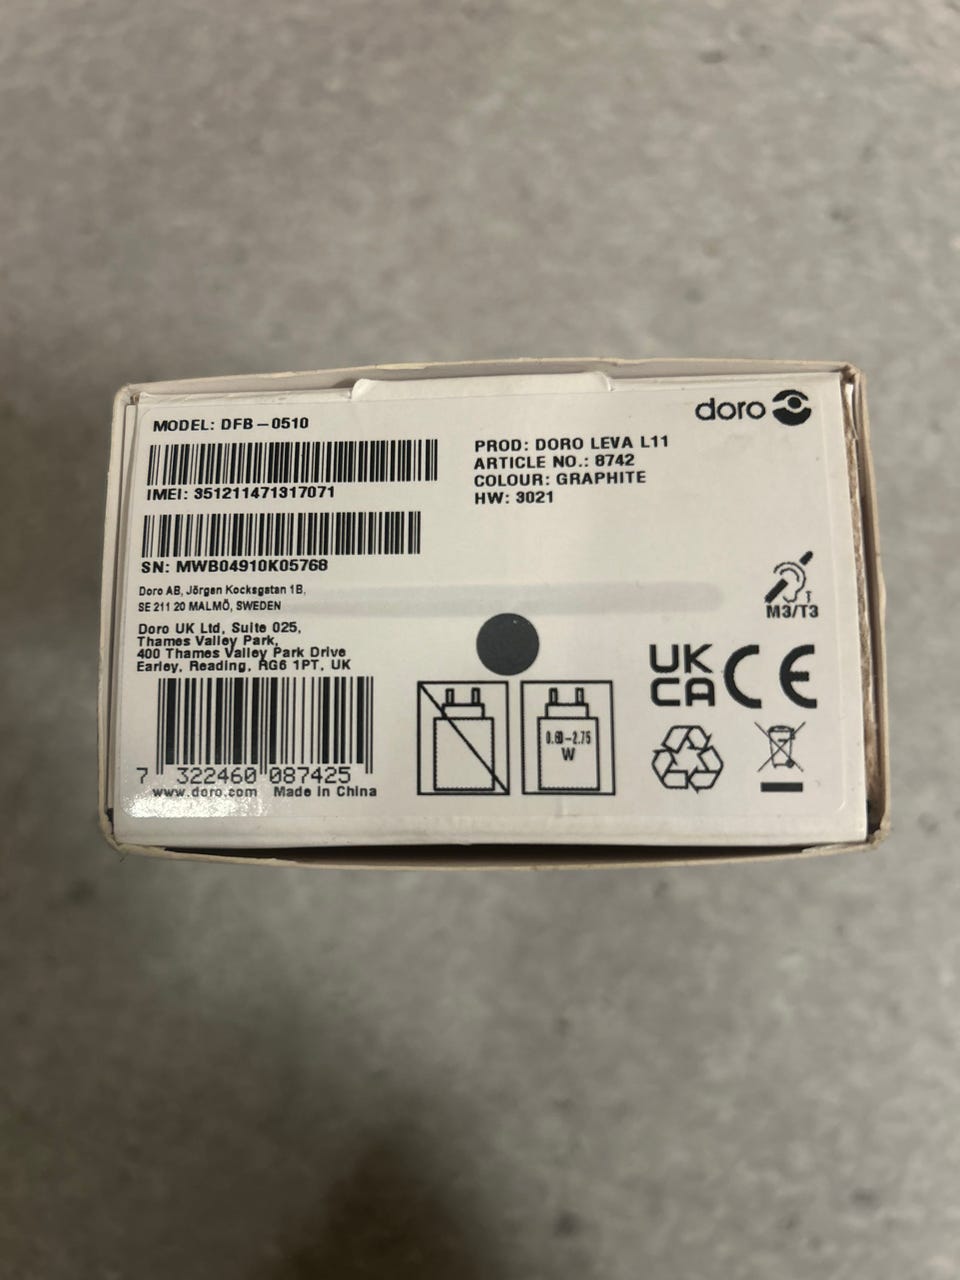 doro
MODEL: DFB-0510
IMEI: 351211471317071
SN: MWB04910K05768
PROD: DORO LEVA L11
ARTICLE NO.: 8742
COLOUR: GRAPHITE
HW: 3021
Doro AB, Jörgen Kocksgatan 1B,
SE 211 20 MALMÖ, SWEDEN
Doro UK Ltd, Suite 025,
Thames Valley Park,
400 Thames Valley Park Drive
Earley, Reading, RG6 1PT, UK
7 322460 087425
www.doro.com Made in China
0.60-2.75
W
M3/T3
UK
CA
CE